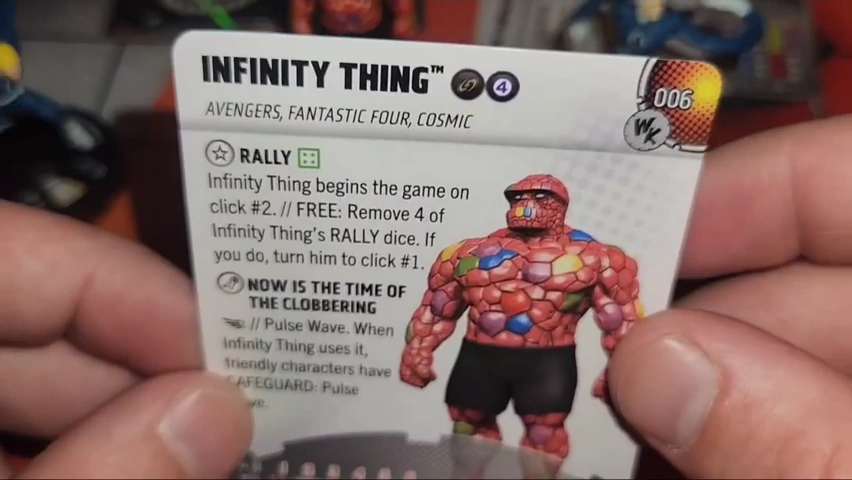 INFINITY THING™ 4
006
WK
AVENGERS, FANTASTIC FOUR, COSMIC
RALLY
Infinity Thing begins the game on
click #2. // FREE: Remove 4 of
Infinity Thing's RALLY dice. If
you do, turn him to click #1.
NOW IS THE TIME OF
THE CLOBBERING
// Pulse Wave. When
Infinity Thing uses it,
friendly characters have
SAFEGUARD: Pulse